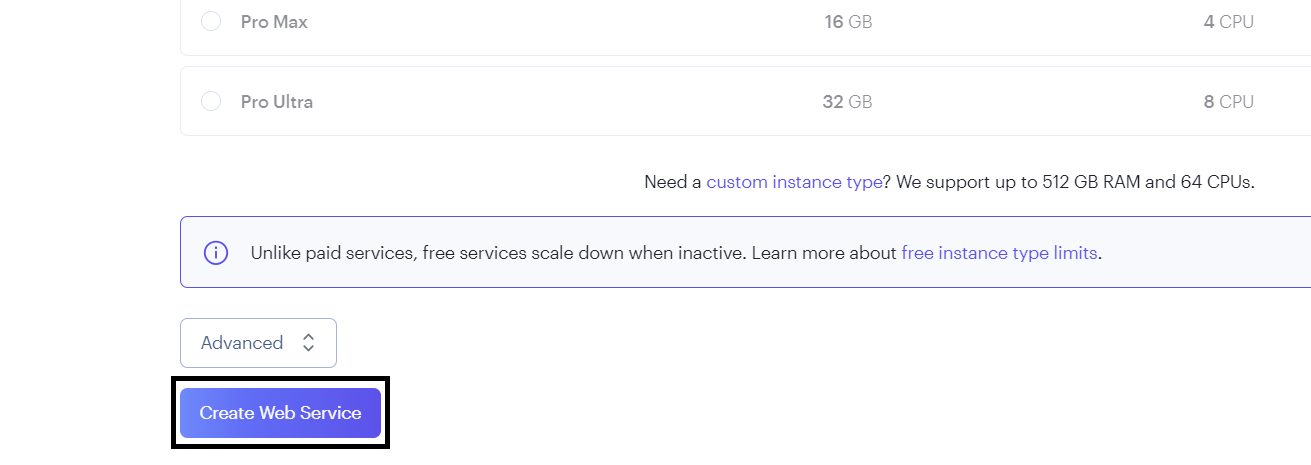 Pro Max 16 GB 4 CPU
Pro Ultra 32 GB 8 CPU
Need a custom instance type? We support up to 512 GB RAM and 64 CPUs.
Unlike paid services, free services scale down when inactive. Learn more about free instance type limits.
Advanced
Create Web Service